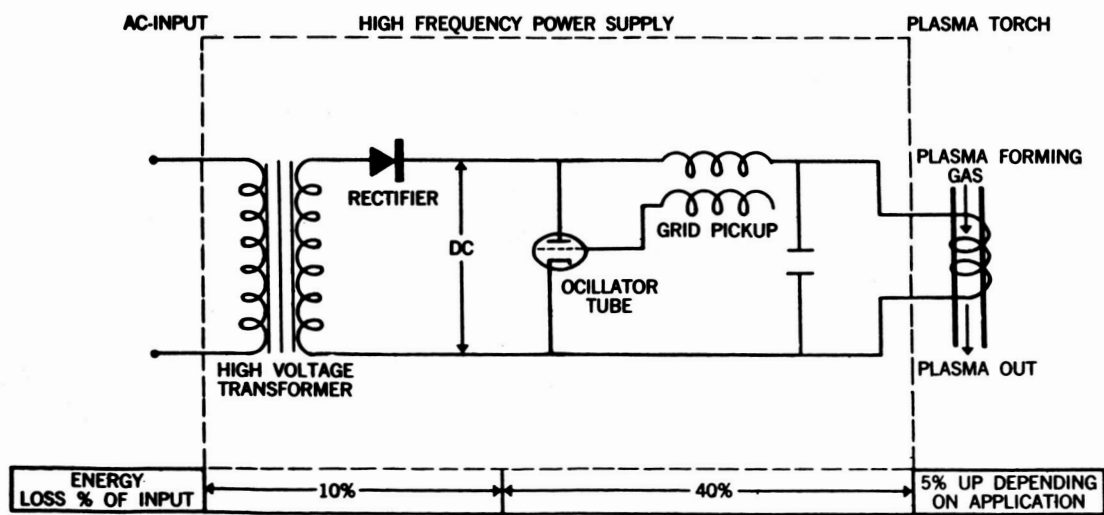 AC-INPUT
HIGH FREQUENCY POWER SUPPLY
PLASMA TORCH
PLASMA FORMING
GAS
RECTIFIER
GRID PICKUP
DC
OCILLATOR
TUBE
HIGH VOLTAGE
TRANSFORMER
PLASMA OUT
ENERGY
LOSS % OF INPUT
10%
40%
5% UP DEPENDING
ON APPLICATION